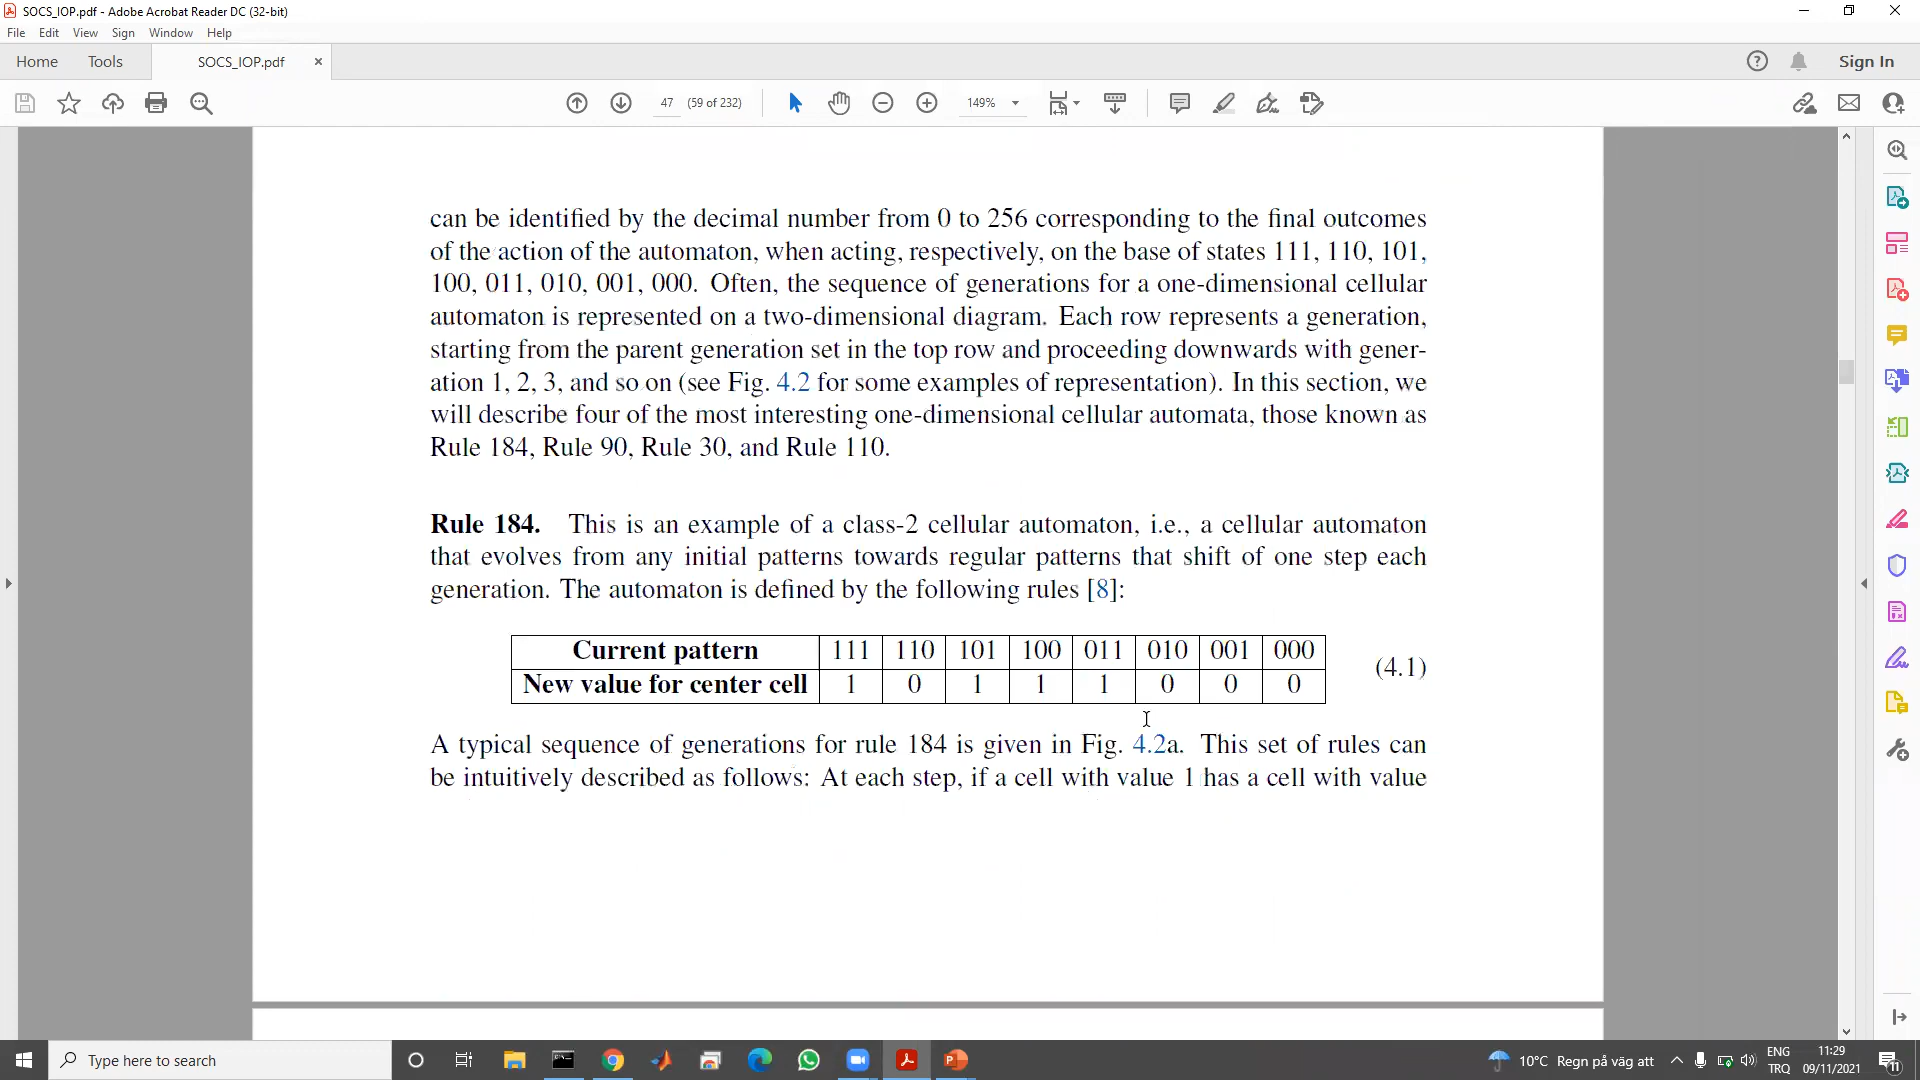 SOCS_IOP.pdf - Adobe Acrobat Reader DC (32-bit)
File Edit View Sign Window Help
Home Tools SOCS_IOP.pdf × Sign In
47 (59 of 232) 149%
can be identified by the decimal number from 0 to 256 corresponding to the final outcomes
of the action of the automaton, when acting, respectively, on the base of states 111, 110, 101,
100, 011, 010, 001, 000. Often, the sequence of generations for a one-dimensional cellular
automaton is represented on a two-dimensional diagram. Each row represents a generation,
starting from the parent generation set in the top row and proceeding downwards with gener-
ation 1, 2, 3, and so on (see Fig. 4.2 for some examples of representation). In this section, we
will describe four of the most interesting one-dimensional cellular automata, those known as
Rule 184, Rule 90, Rule 30, and Rule 110.
Rule 184. This is an example of a class-2 cellular automaton, i.e., a cellular automaton
that evolves from any initial patterns towards regular patterns that shift of one step each
generation. The automaton is defined by the following rules [8]:
Current pattern 111 110 101 100 011 010 001 000
New value for center cell 1 0 1 1 1 0 0 0
(4.1)
A typical sequence of generations for rule 184 is given in Fig. 4.2a. This set of rules can
be intuitively described as follows: At each step, if a cell with value 1 has a cell with value
Type here to search
10°C Regn på väg att
ENG
TRQ
11:29
09/11/2021
11